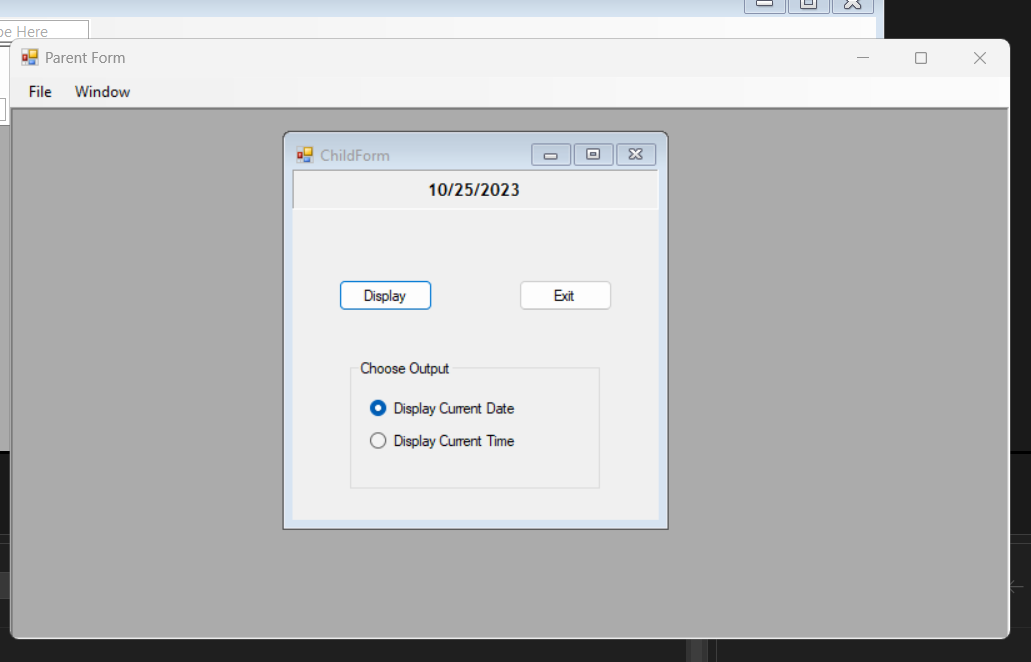 pe Here
Parent Form
File Window
ChildForm
10/25/2023
Display Exit
Choose Output
Display Current Date
Display Current Time